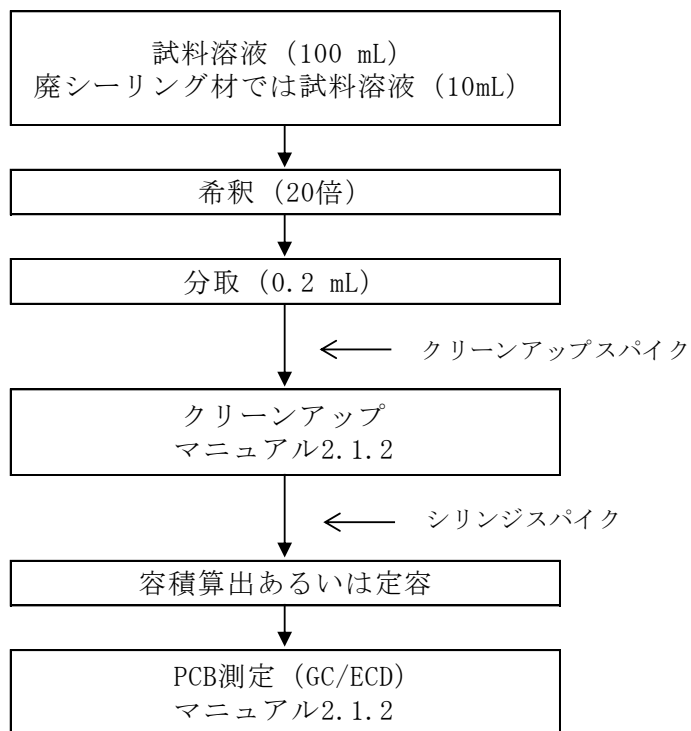 試料溶液 (100 mL)
廃シーリング材では試料溶液 (10mL)
希釈 (20倍)
分取 (0.2 mL)
クリーンアップスパイク
クリーンアップ
マニュアル2.1.2
シリンジスパイク
容積算出あるいは定容
PCB測定 (GC/ECD)
マニュアル2.1.2